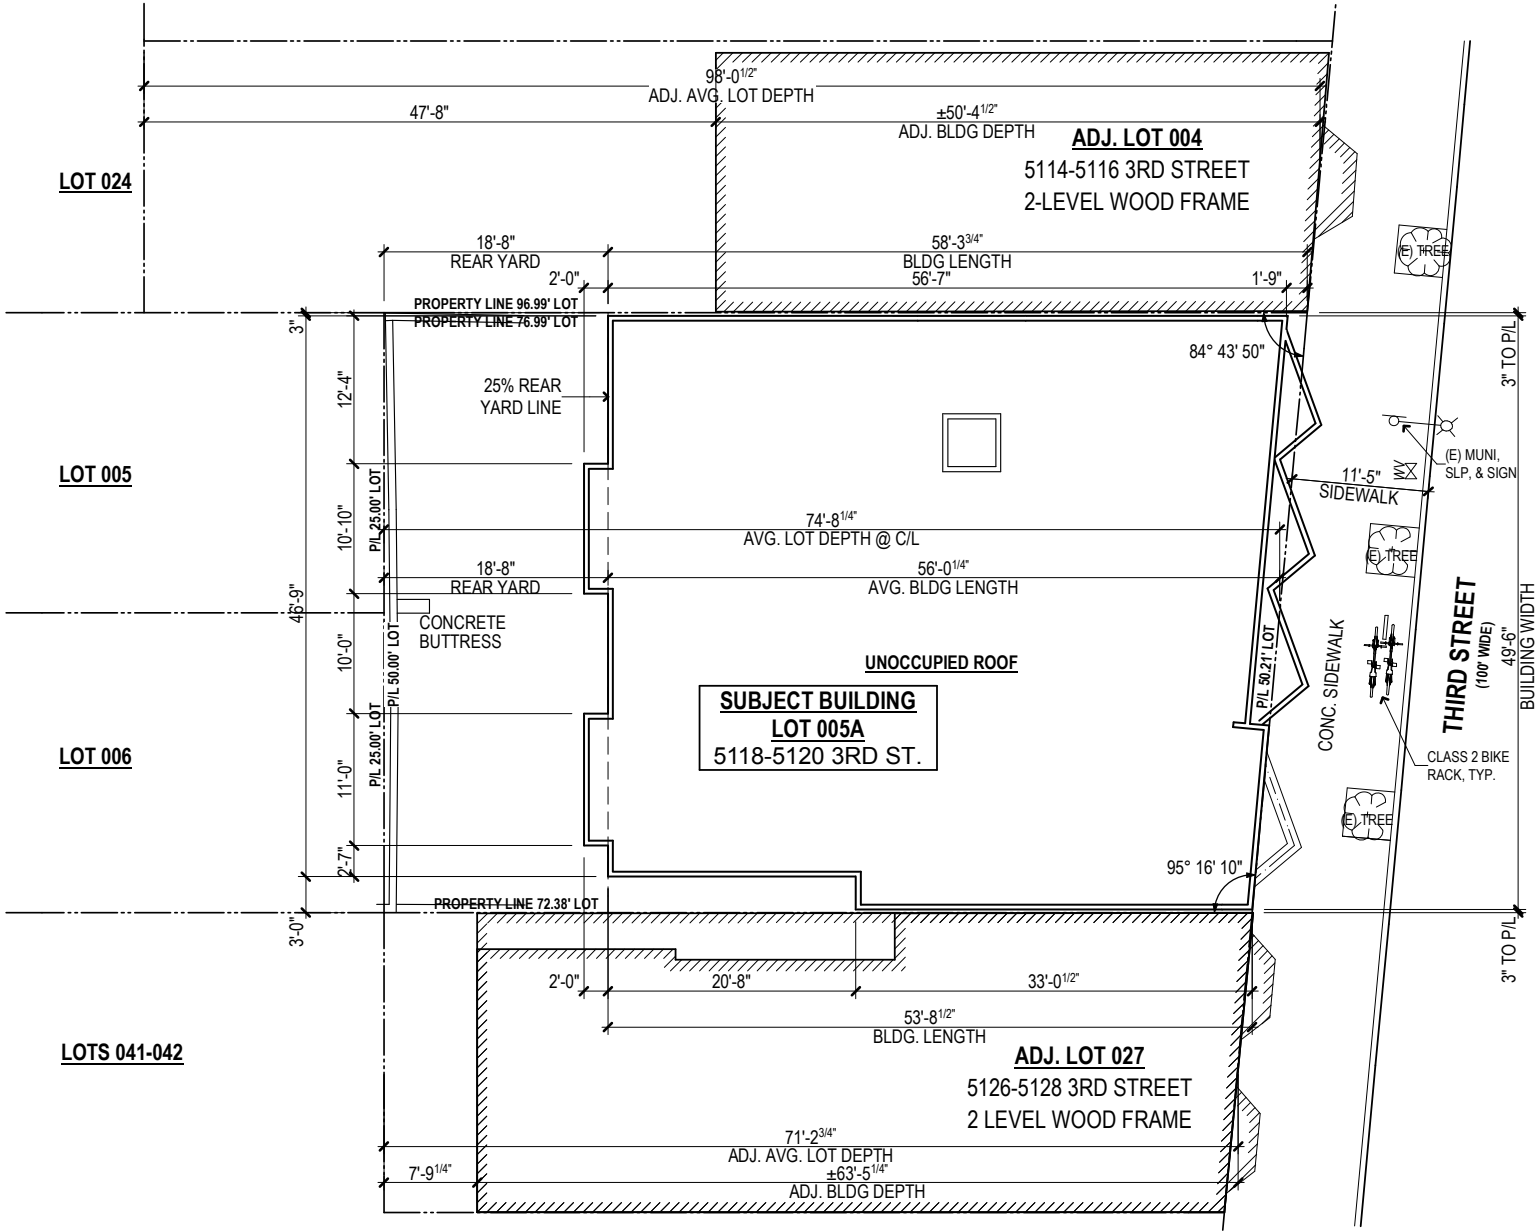 98'-0 1/2"
ADJ. AVG. LOT DEPTH
47'-8"
±50'-4 1/2"
ADJ. BLDG DEPTH
ADJ. LOT 004
5114-5116 3RD STREET
2-LEVEL WOOD FRAME
LOT 024
18'-8"
REAR YARD
58'-3 3/4"
BLDG LENGTH
2'-0"
56'-7"
1'-9"
(E) TREE
PROPERTY LINE 96.99' LOT
PROPERTY LINE 76.99' LOT
3"
84° 43' 50"
3" TO P/L
12'-4"
25% REAR
YARD LINE
LOT 005
P/L 25.00' LOT
(E) MUNI,
SLP, & SIGN
WV
11'-5"
SIDEWALK
10'-10"
74'-8 1/4"
AVG. LOT DEPTH @ C/L
(E) TREE
18'-8"
REAR YARD
56'-0 1/4"
AVG. BLDG LENGTH
46'-9"
CONCRETE
BUTTRESS
10'-0"
P/L 50.00' LOT
UNOCCUPIED ROOF
P/L 50.21' LOT
CONC. SIDEWALK
THIRD STREET
(100' WIDE)
49'-6"
BUILDING WIDTH
SUBJECT BUILDING
LOT 005A
5118-5120 3RD ST.
LOT 006
P/L 25.00' LOT
11'-0"
CLASS 2 BIKE
RACK, TYP.
(E) TREE
2'-7"
95° 16' 10"
PROPERTY LINE 72.38' LOT
3'-0"
3" TO P/L
2'-0"
20'-8"
33'-0 1/2"
53'-8 1/2"
BLDG. LENGTH
LOTS 041-042
ADJ. LOT 027
5126-5128 3RD STREET
2 LEVEL WOOD FRAME
71'-2 3/4"
ADJ. AVG. LOT DEPTH
7'-9 1/4"
±63'-5 1/4"
ADJ. BLDG DEPTH